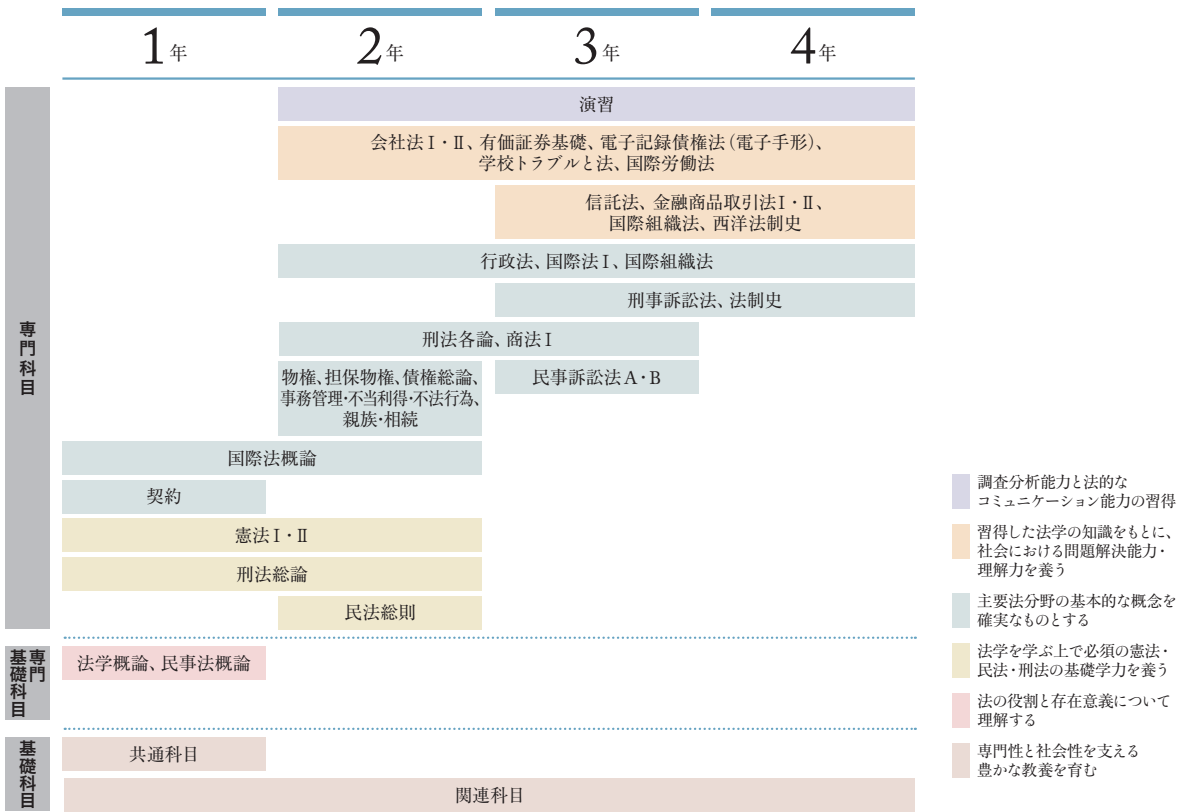 1年
2年
3年
4年
専門科目
演習
会社法Ⅰ・Ⅱ、有価証券基礎、電子記録債権法（電子手形）、
学校トラブルと法、国際労働法
信託法、金融商品取引法Ⅰ・Ⅱ、
国際組織法、西洋法制史
行政法、国際法Ⅰ、国際組織法
刑事訴訟法、法制史
刑法各論、商法Ⅰ
物権、担保物権、債権総論、
事務管理・不当利得・不法行為、
親族・相続
民事訴訟法A・B
国際法概論
契約
憲法Ⅰ・Ⅱ
刑法総論
民法総則
専門
基礎科目
法学概論、民事法概論
基礎科目
共通科目
関連科目
調査分析能力と法的な
コミュニケーション能力の習得
習得した法学の知識をもとに、
社会における問題解決能力・
理解力を養う
主要法分野の基本的な概念を
確実なものとする
法学を学ぶ上で必須の憲法・
民法・刑法の基礎学力を養う
法の役割と存在意義について
理解する
専門性と社会性を支える
豊かな教養を育む